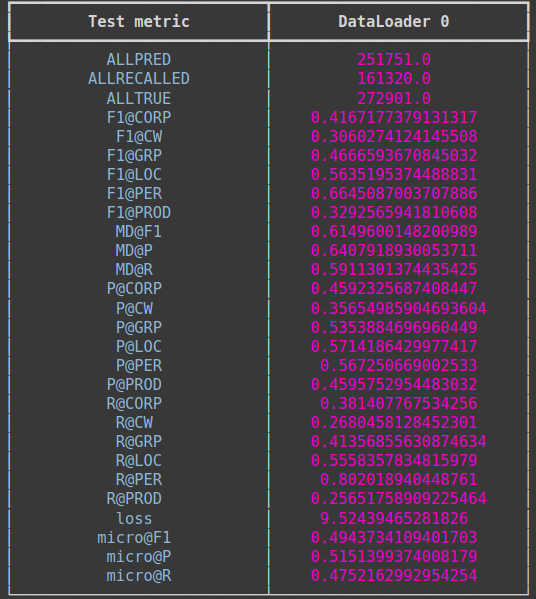 Test metric DataLoader 0
ALLPRED 251751.0
ALLRECALLED 161320.0
ALLTRUE 272901.0
F1@CORP 0.4167177379131317
F1@CW 0.3060274124145508
F1@GRP 0.4666593670845032
F1@LOC 0.5635195374488831
F1@PER 0.6645087003707886
F1@PROD 0.3292565941810608
MD@F1 0.6149600148200989
MD@P 0.6407918930053711
MD@R 0.5911301374435425
P@CORP 0.4592325687408447
P@CW 0.35654985904693604
P@GRP 0.5353884696960449
P@LOC 0.5714186429977417
P@PER 0.567250669002533
P@PROD 0.4595752954483032
R@CORP 0.381407767534256
R@CW 0.2680458128452301
R@GRP 0.41356855630874634
R@LOC 0.5558357834815979
R@PER 0.802018940448761
R@PROD 0.25651758909225464
loss 9.524394465281826
micro@F1 0.4943734109401703
micro@P 0.5151399374008179
micro@R 0.4752162992954254